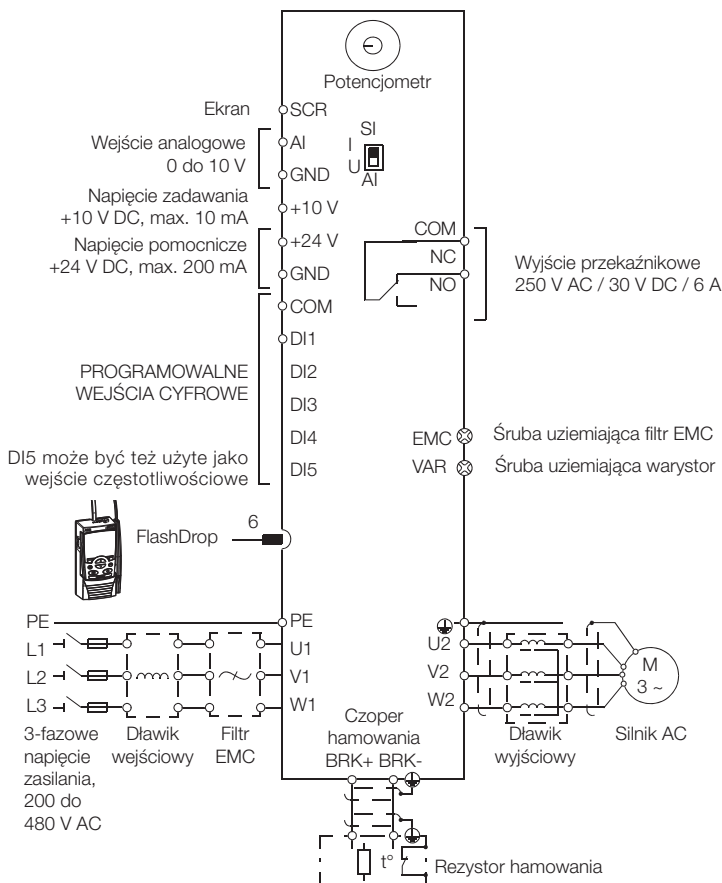 Potencjometr
Ekran
SCR
Wejście analogowe
0 do 10 V
AI
GND
SI
I
U
AI
Napięcie zadawania
+10 V DC, max. 10 mA
+10 V
Napięcie pomocnicze
+24 V DC, max. 200 mA
+24 V
GND
COM
NC
NO
Wyjście przekaźnikowe
250 V AC / 30 V DC / 6 A
COM
DI1
PROGRAMOWALNE
WEJŚCIA CYFROWE
DI2
DI3
DI4
DI5
DI5 może być też użyte jako
wejście częstotliwościowe
EMC
Śruba uziemiająca filtr EMC
VAR
Śruba uziemiająca warystor
FlashDrop
6
PE
PE
L1
U1
L2
V1
L3
W1
U2
V2
W2
M
3 ~
3-fazowe
napięcie
zasilania,
200 do
480 V AC
Dławik
wejściowy
Filtr
EMC
Czoper
hamowania
BRK+ BRK-
Dławik
wyjściowy
Silnik AC
t°
Rezystor hamowania